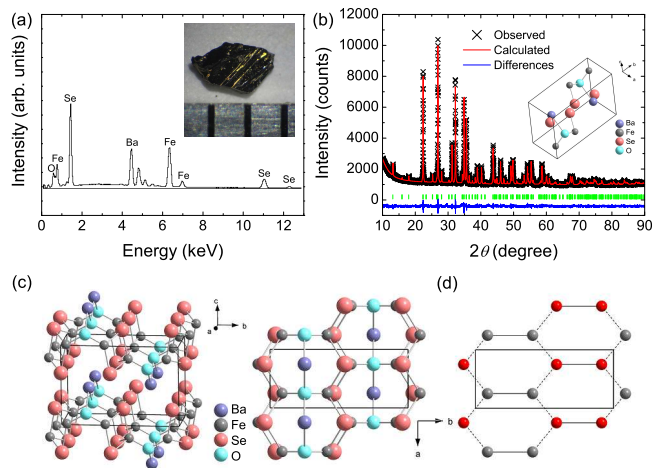 (a)
Intensity (arb. units)
Se
O
Fe
Ba
Fe
Fe
Se
Se
0 2 4 6 8 10 12
Energy (keV)
(b)
Intensity (counts)
12000
10000
8000
6000
4000
2000
0
Observed
Calculated
Differences
Ba
Fe
Se
O
10 20 30 40 50 60 70 80 90
2θ (degree)
(c)
c
a b
Ba
Fe
Se
O
b
a
(d)